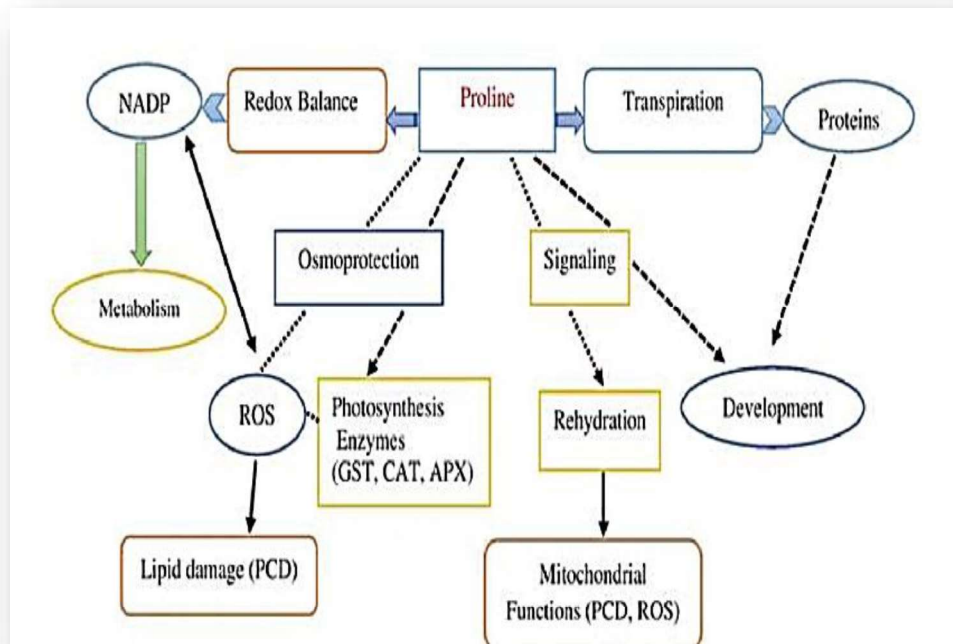 NADP
Redox Balance
Proline
Transpiration
Proteins
Osmoprotection
Signaling
Metabolism
ROS
Photosynthesis
Enzymes
(GST, CAT, APX)
Rehydration
Development
Lipid damage (PCD)
Mitochondrial
Functions (PCD, ROS)